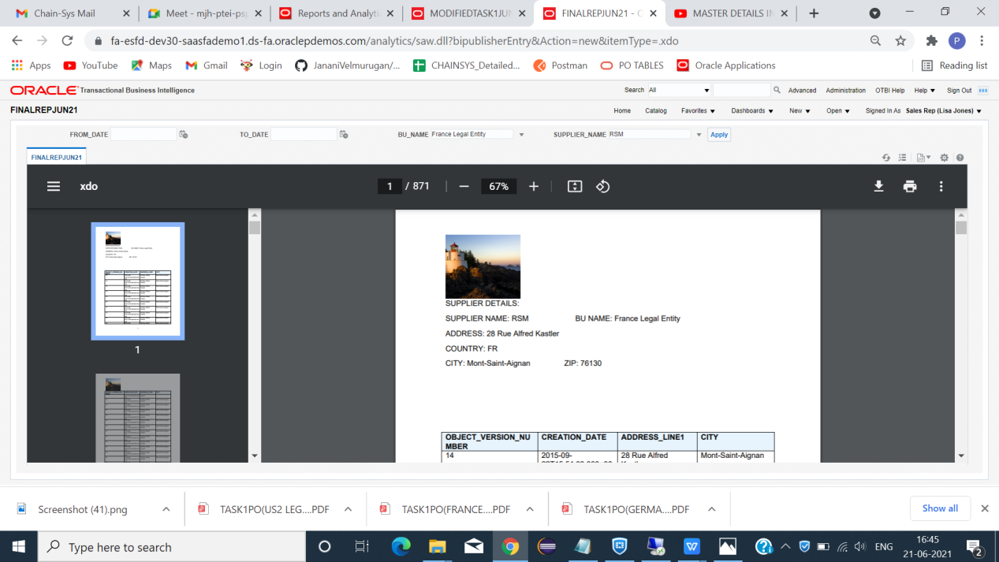 Chain-Sys Mail
Meet - mjh-ptei-psp
Reports and Analyti
MODIFIEDTASK1JUN
FINALREPJUN21 - O
MASTER DETAILS IN
fa-esfd-dev30-saasfademo1.ds-fa.oraclepdemos.com/analytics/saw.dll?bipublisherEntry&Action=new&itemType=.xdo
P
Apps YouTube Maps Gmail Login JananiVelmurugan/... CHAINSYS_Detailed... Postman PO TABLES Oracle Applications Reading list
ORACLE Transactional Business Intelligence Search All Advanced Administration OTBI Help Help Sign Out
FINALREPJUN21 Home Catalog Favorites Dashboards New Open Signed In As Sales Rep (Lisa Jones)
FROM_DATE TO_DATE BU_NAME France Legal Entity SUPPLIER_NAME RSM Apply
FINALREPJUN21
xdo 1 / 871 67%
1
SUPPLIER DETAILS:
SUPPLIER NAME: RSM BU NAME: France Legal Entity
ADDRESS: 28 Rue Alfred Kastler
COUNTRY: FR
CITY: Mont-Saint-Aignan ZIP: 76130
OBJECT_VERSION_NU CREATION_DATE ADDRESS_LINE1 CITY
MBER
14 2015-09- 28 Rue Alfred Mont-Saint-Aignan
Screenshot (41).png TASK1PO(US2 LEG....PDF TASK1PO(FRANCE....PDF TASK1PO(GERMA....PDF Show all
Type here to search
W
ENG
16:45
21-06-2021
2